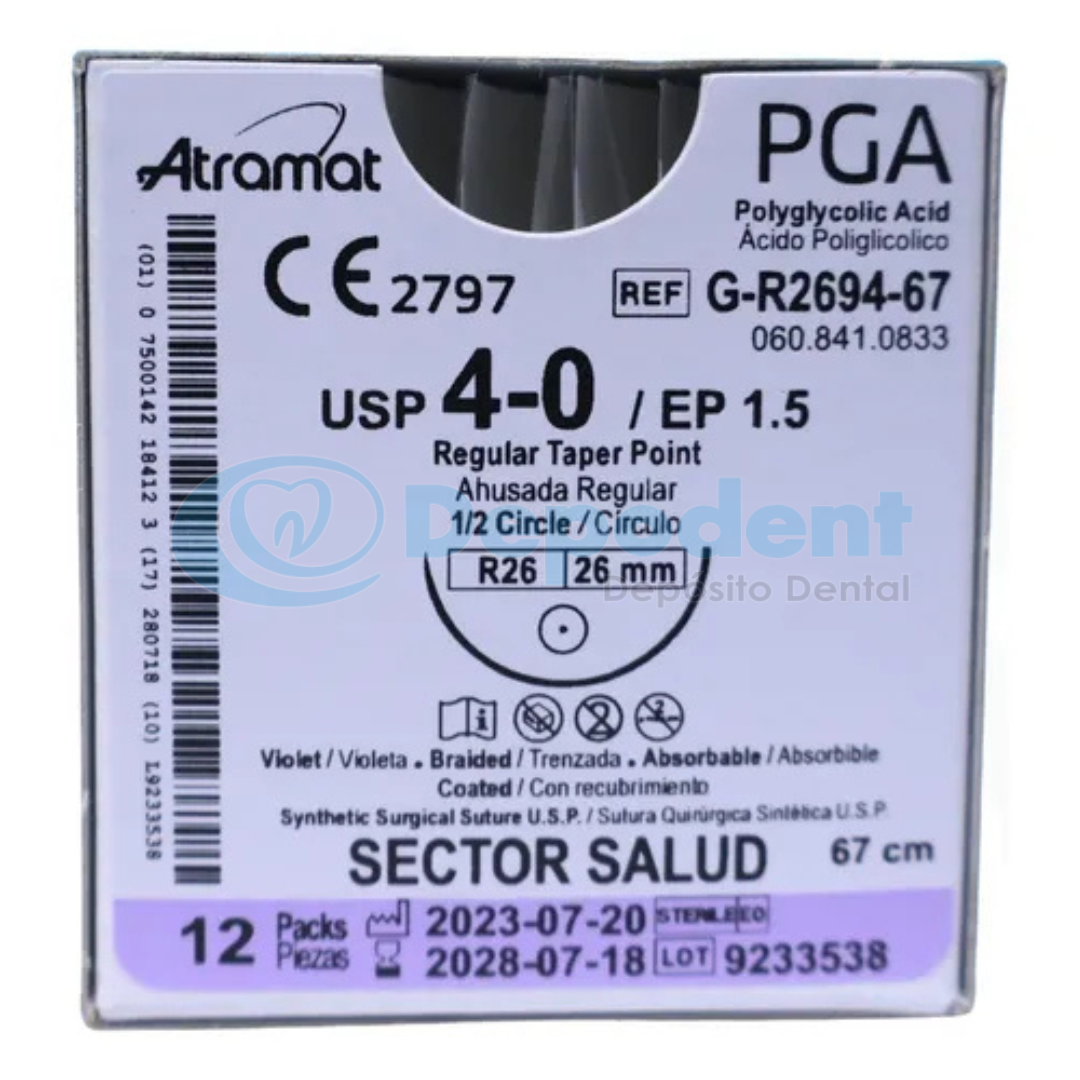 Atramat
PGA
Polyglycolic Acid
Ácido Poliglicolico
CE 2797
REF G-R2694-67
060.841.0833
USP 4-0 / EP 1.5
Regular Taper Point
Ahusada Regular
1/2 Circle / Círculo
R26 26 mm
Depodent
Depósito Dental
Violet / Violeta . Braided / Trenzada . Absorbable / Absorbible
Coated / Con recubrimiento
Synthetic Surgical Suture U.S.P. / Sutura Quirúrgica Sintética U.S.P.
SECTOR SALUD 67 cm
12 Packs Piezas
2023-07-20 STERILE EO
2028-07-18 LOT 9233538
(01) 0 7500142 18412 3 (17) 280718 (10) L9233538